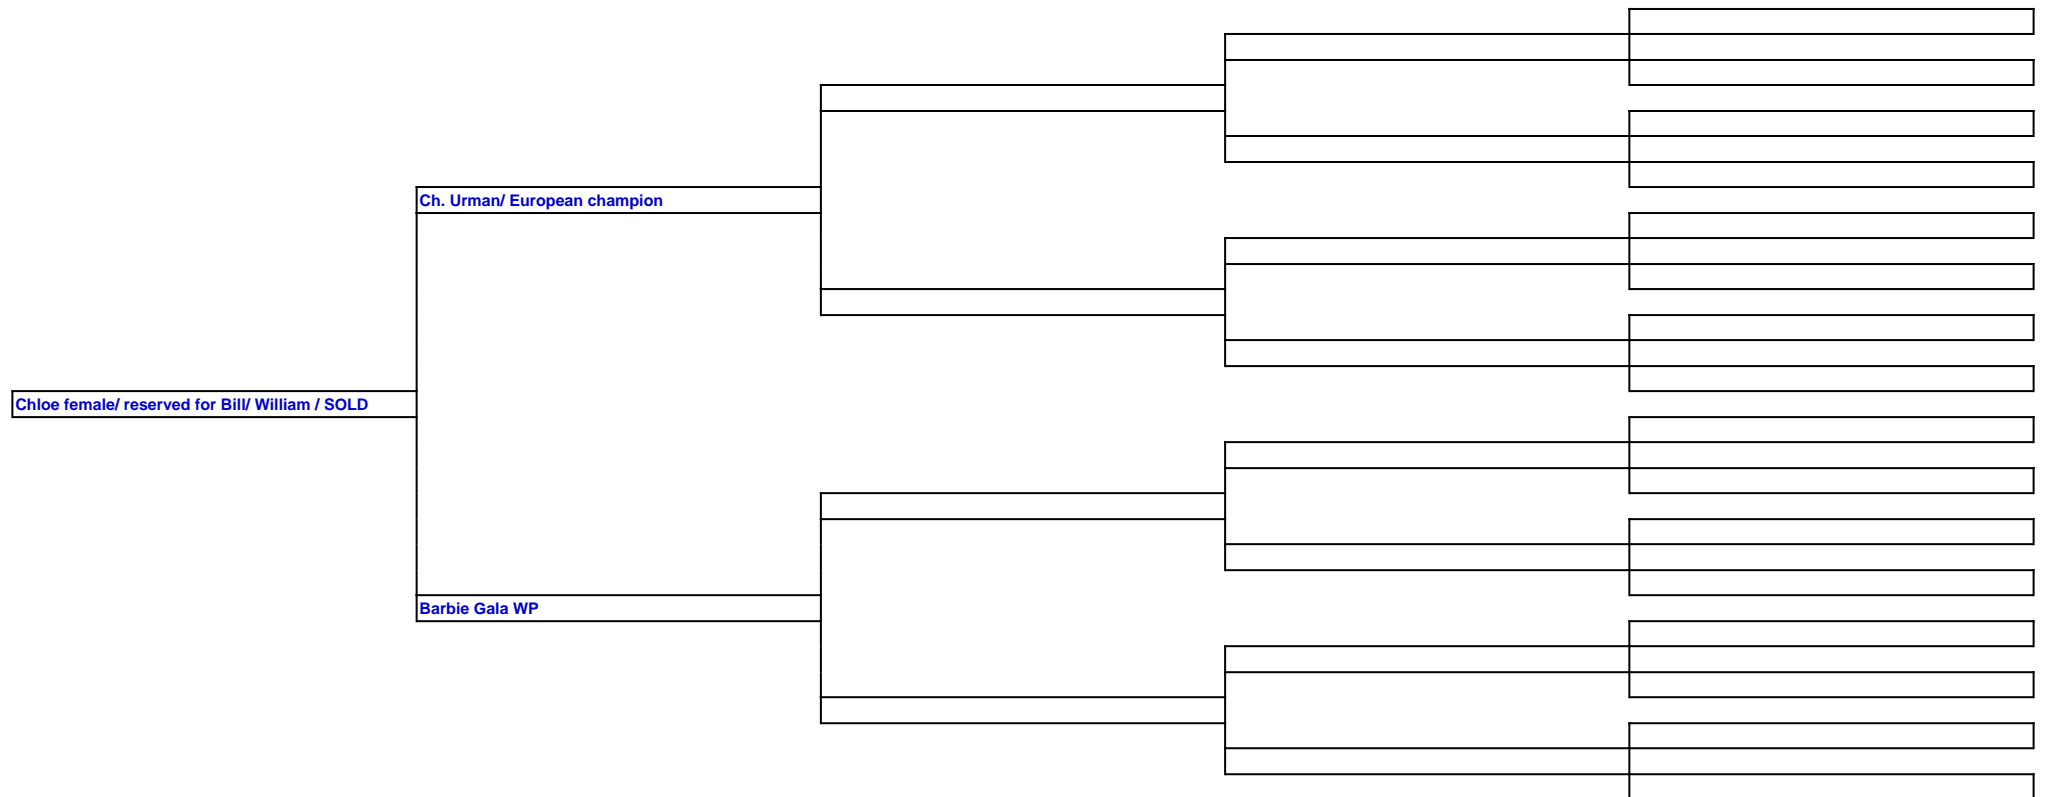 Ch. Urman/ European champion
Chloe female/ reserved for Bill/ William / SOLD
Barbie Gala WP